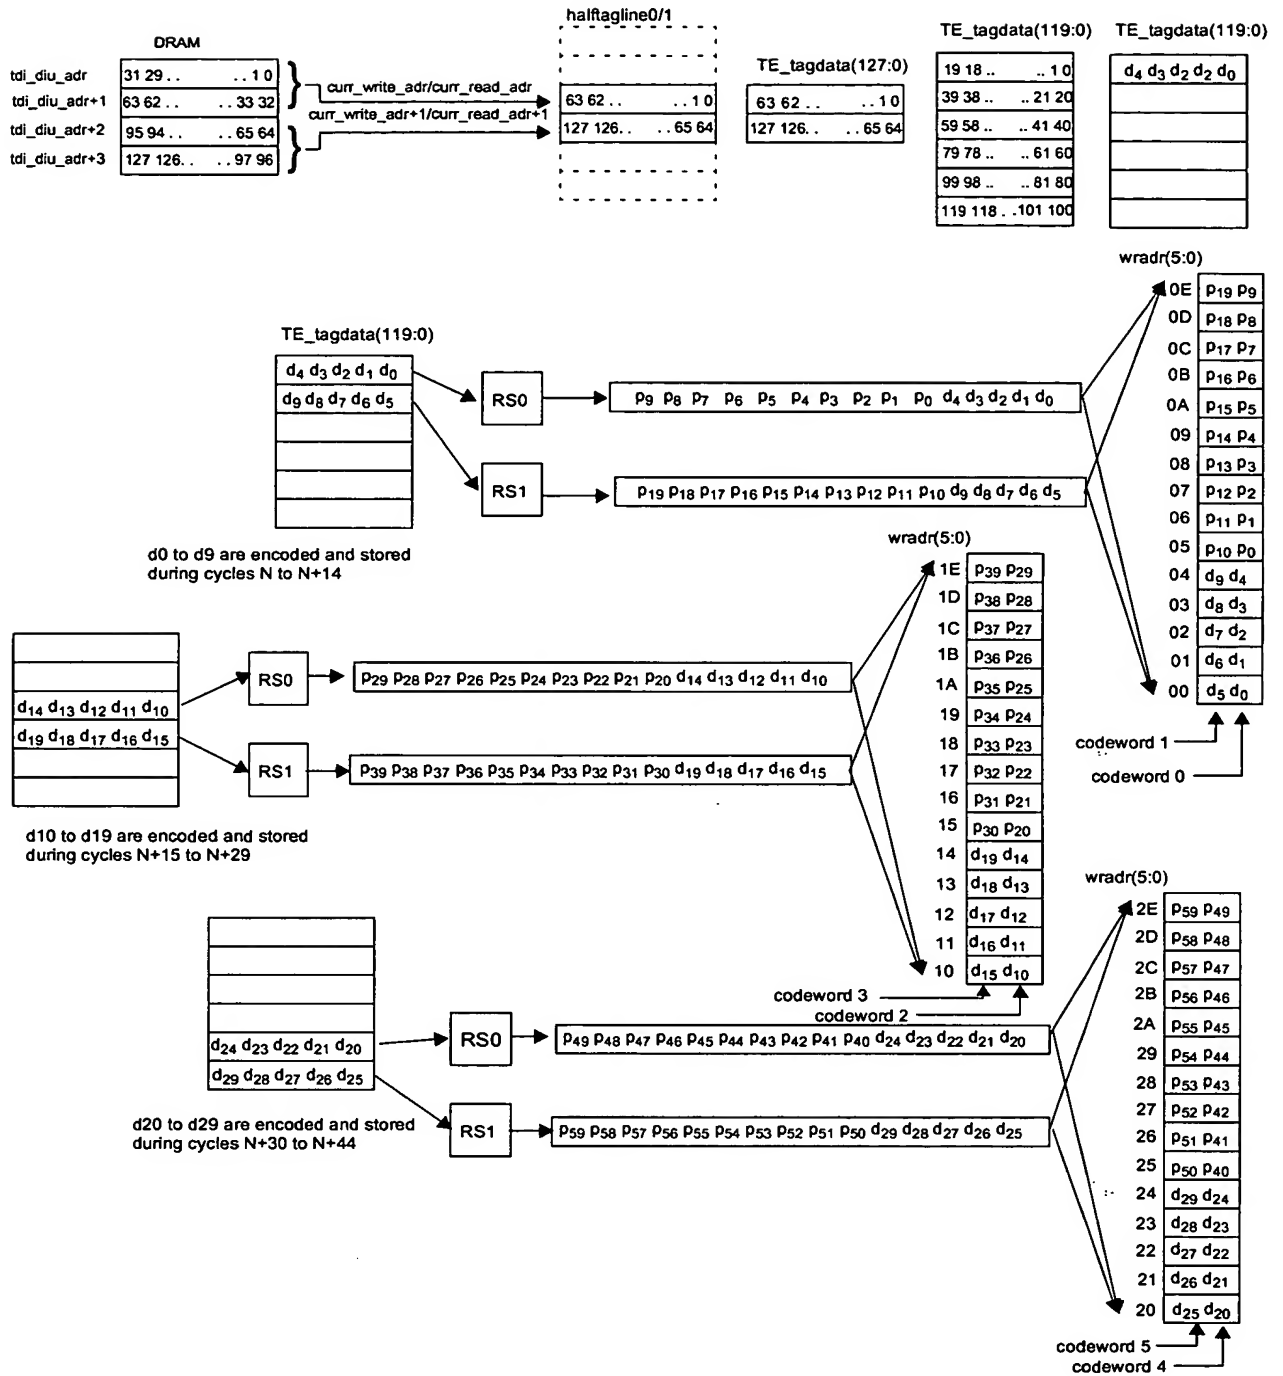 halftagline0/1
DRAM
TE_tagdata(119:0)
TE_tagdata(119:0)
tdi_diu_adr
31 29 . . . . 1 0
curr_write_adr/curr_read_adr
TE_tagdata(127:0)
19 18 .. . . 1 0
d4 d3 d2 d2 d0
tdi_diu_adr+1
63 62 . . . . 33 32
63 62 . . . . 1 0
63 62 . . . . 1 0
39 38 .. . . 21 20
curr_write_adr+1/curr_read_adr+1
tdi_diu_adr+2
95 94 . . . . 65 64
127 126. . . . 65 64
127 126. . . . 65 64
59 58 .. . . 41 40
tdi_diu_adr+3
127 126. . . . 97 96
79 78 .. . . 61 60
99 98 .. . . 81 80
119 118 . . 101 100
wradr(5:0)
0E p19 p9
0D p18 p8
0C p17 p7
0B p16 p6
0A p15 p5
09 p14 p4
08 p13 p3
07 p12 p2
06 p11 p1
05 p10 p0
04 d9 d4
03 d8 d3
02 d7 d2
01 d6 d1
00 d5 d0
codeword 1
codeword 0
TE_tagdata(119:0)
d4 d3 d2 d1 d0
d9 d8 d7 d6 d5
RS0
p9 p8 p7 p6 p5 p4 p3 p2 p1 p0 d4 d3 d2 d1 d0
RS1
p19 p18 p17 p16 p15 p14 p13 p12 p11 p10 d9 d8 d7 d6 d5
d0 to d9 are encoded and stored
during cycles N to N+14
wradr(5:0)
1E p39 p29
1D p38 p28
1C p37 p27
1B p36 p26
1A p35 p25
19 p34 p24
18 p33 p23
17 p32 p22
16 p31 p21
15 p30 p20
14 d19 d14
13 d18 d13
12 d17 d12
11 d16 d11
10 d15 d10
codeword 3
codeword 2
d14 d13 d12 d11 d10
d19 d18 d17 d16 d15
RS0
p29 p28 p27 p26 p25 p24 p23 p22 p21 p20 d14 d13 d12 d11 d10
RS1
p39 p38 p37 p36 p35 p34 p33 p32 p31 p30 d19 d18 d17 d16 d15
d10 to d19 are encoded and stored
during cycles N+15 to N+29
wradr(5:0)
2E p59 p49
2D p58 p48
2C p57 p47
2B p56 p46
2A p55 p45
29 p54 p44
28 p53 p43
27 p52 p42
26 p51 p41
25 p50 p40
24 d29 d24
23 d28 d23
22 d27 d22
21 d26 d21
20 d25 d20
codeword 5
codeword 4
d24 d23 d22 d21 d20
d29 d28 d27 d26 d25
RS0
p49 p48 p47 p46 p45 p44 p43 p42 p41 p40 d24 d23 d22 d21 d20
RS1
p59 p58 p57 p56 p55 p54 p53 p52 p51 p50 d29 d28 d27 d26 d25
d20 to d29 are encoded and stored
during cycles N+30 to N+44